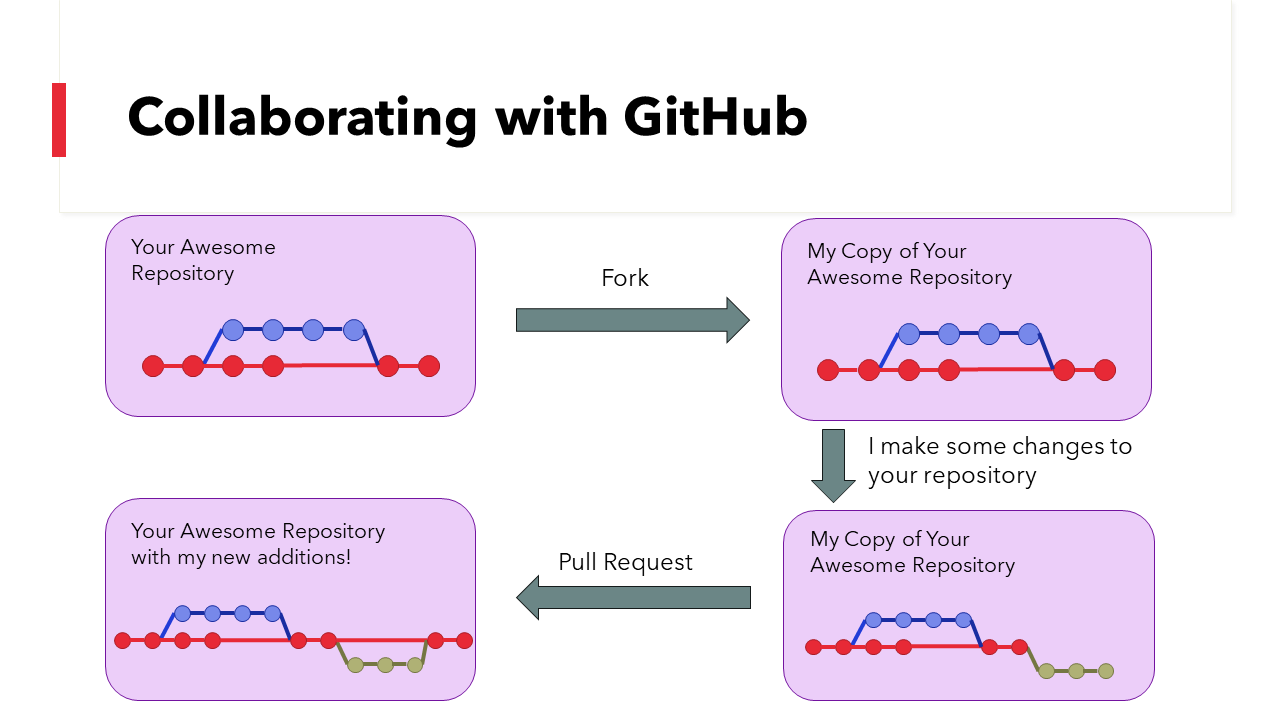 Collaborating with GitHub
Your Awesome
Repository
Fork
My Copy of Your
Awesome Repository
I make some changes to
your repository
Your Awesome Repository
with my new additions!
Pull Request
My Copy of Your
Awesome Repository